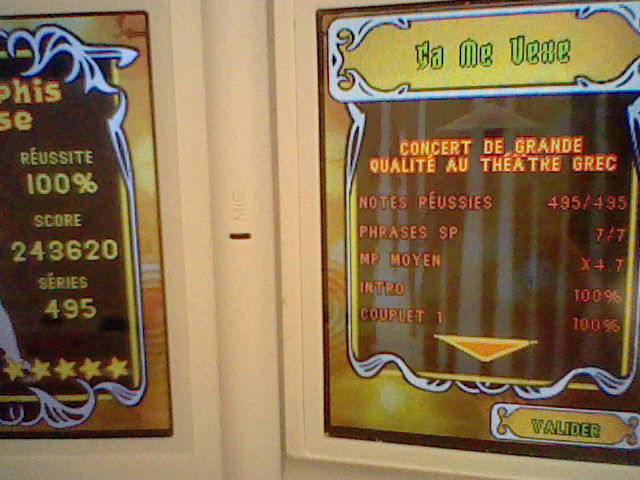 phis
se
RÉUSSITE
100%
SCORE
243620
SÉRIES
495
MIC
Ça Me Vexe
CONCERT DE GRANDE
QUALITÉ AU THÉÂTRE GREC
NOTES RÉUSSIES 495/495
PHRASES SP 7/7
MP MOYEN X4.7
INTRO 100%
COUPLET 1 100%
VALIDER